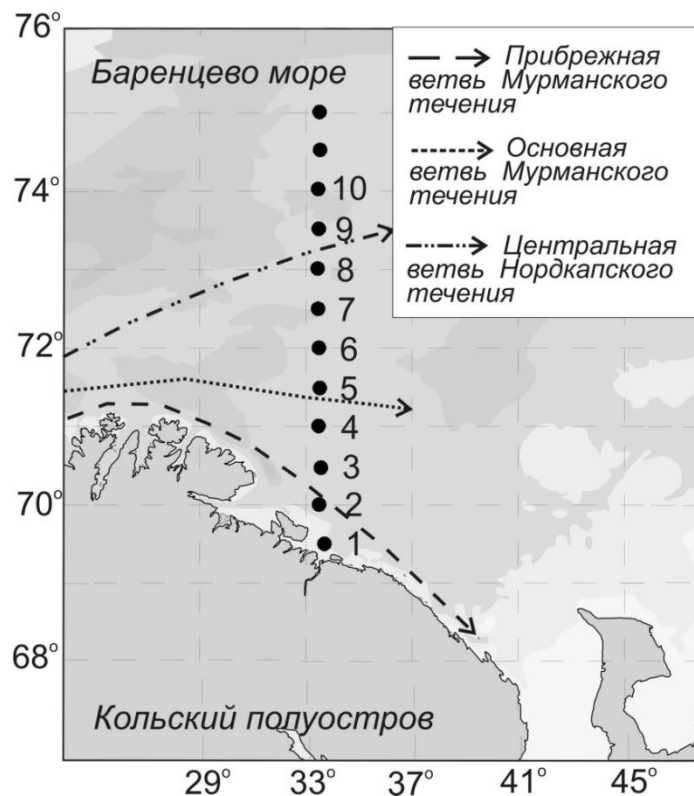 76°
Баренцево море
Прибрежная
ветвь Мурманского
течения
Основная
ветвь Мурманского
течения
Центральная
ветвь Нордкапского
течения
74°
10
9
8
7
72°
6
5
4
3
70°
2
1
68°
Кольский полуостров
29°
33°
37°
41°
45°